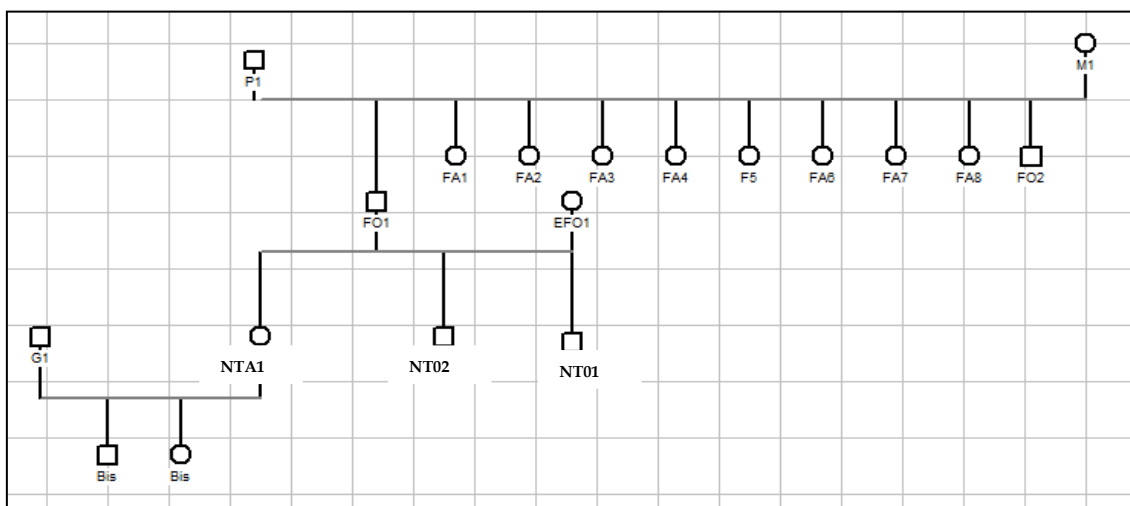 P1
M1
FA1 FA2 FA3 FA4 F5 FA6 FA7 FA8 FO2
FO1 EFO1
G1 NTA1 NT02 NT01
Bis Bis